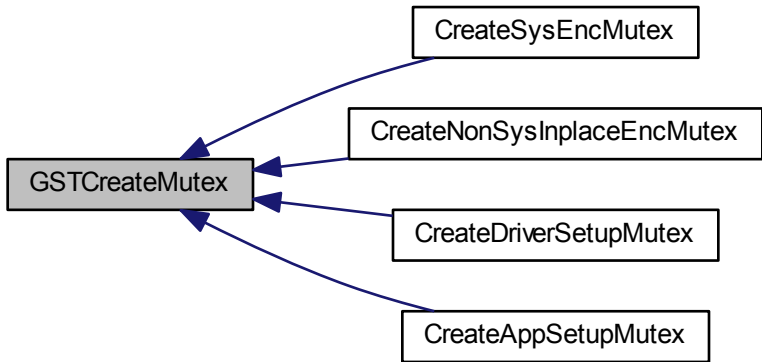 CreateSysEncMutex
CreateNonSysInplaceEncMutex
GSTCreateMutex
CreateDriverSetupMutex
CreateAppSetupMutex